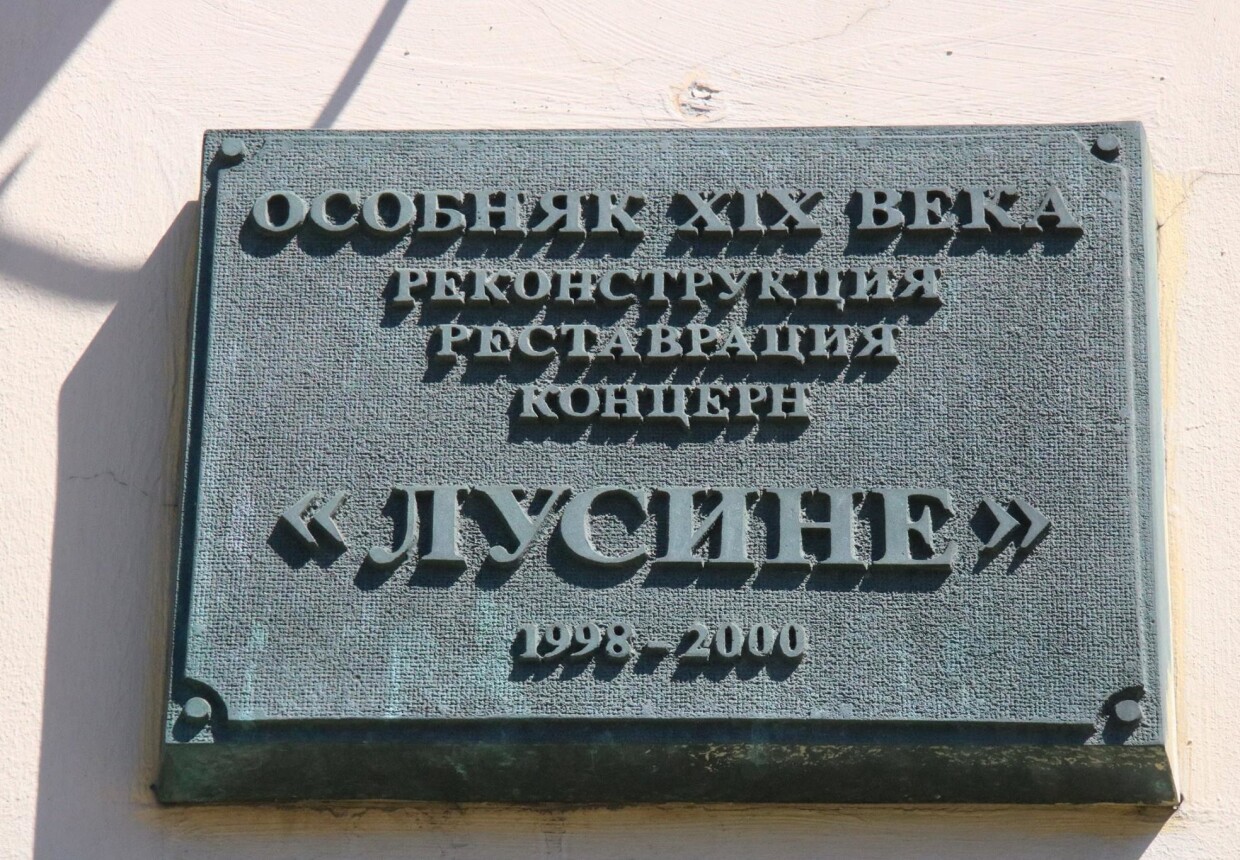 ОСОБНЯК XIX ВЕКА
РЕКОНСТРУКЦИЯ
РЕСТАВРАЦИЯ
КОНЦЕРН
«ЛУСИНЕ»
1998–2000